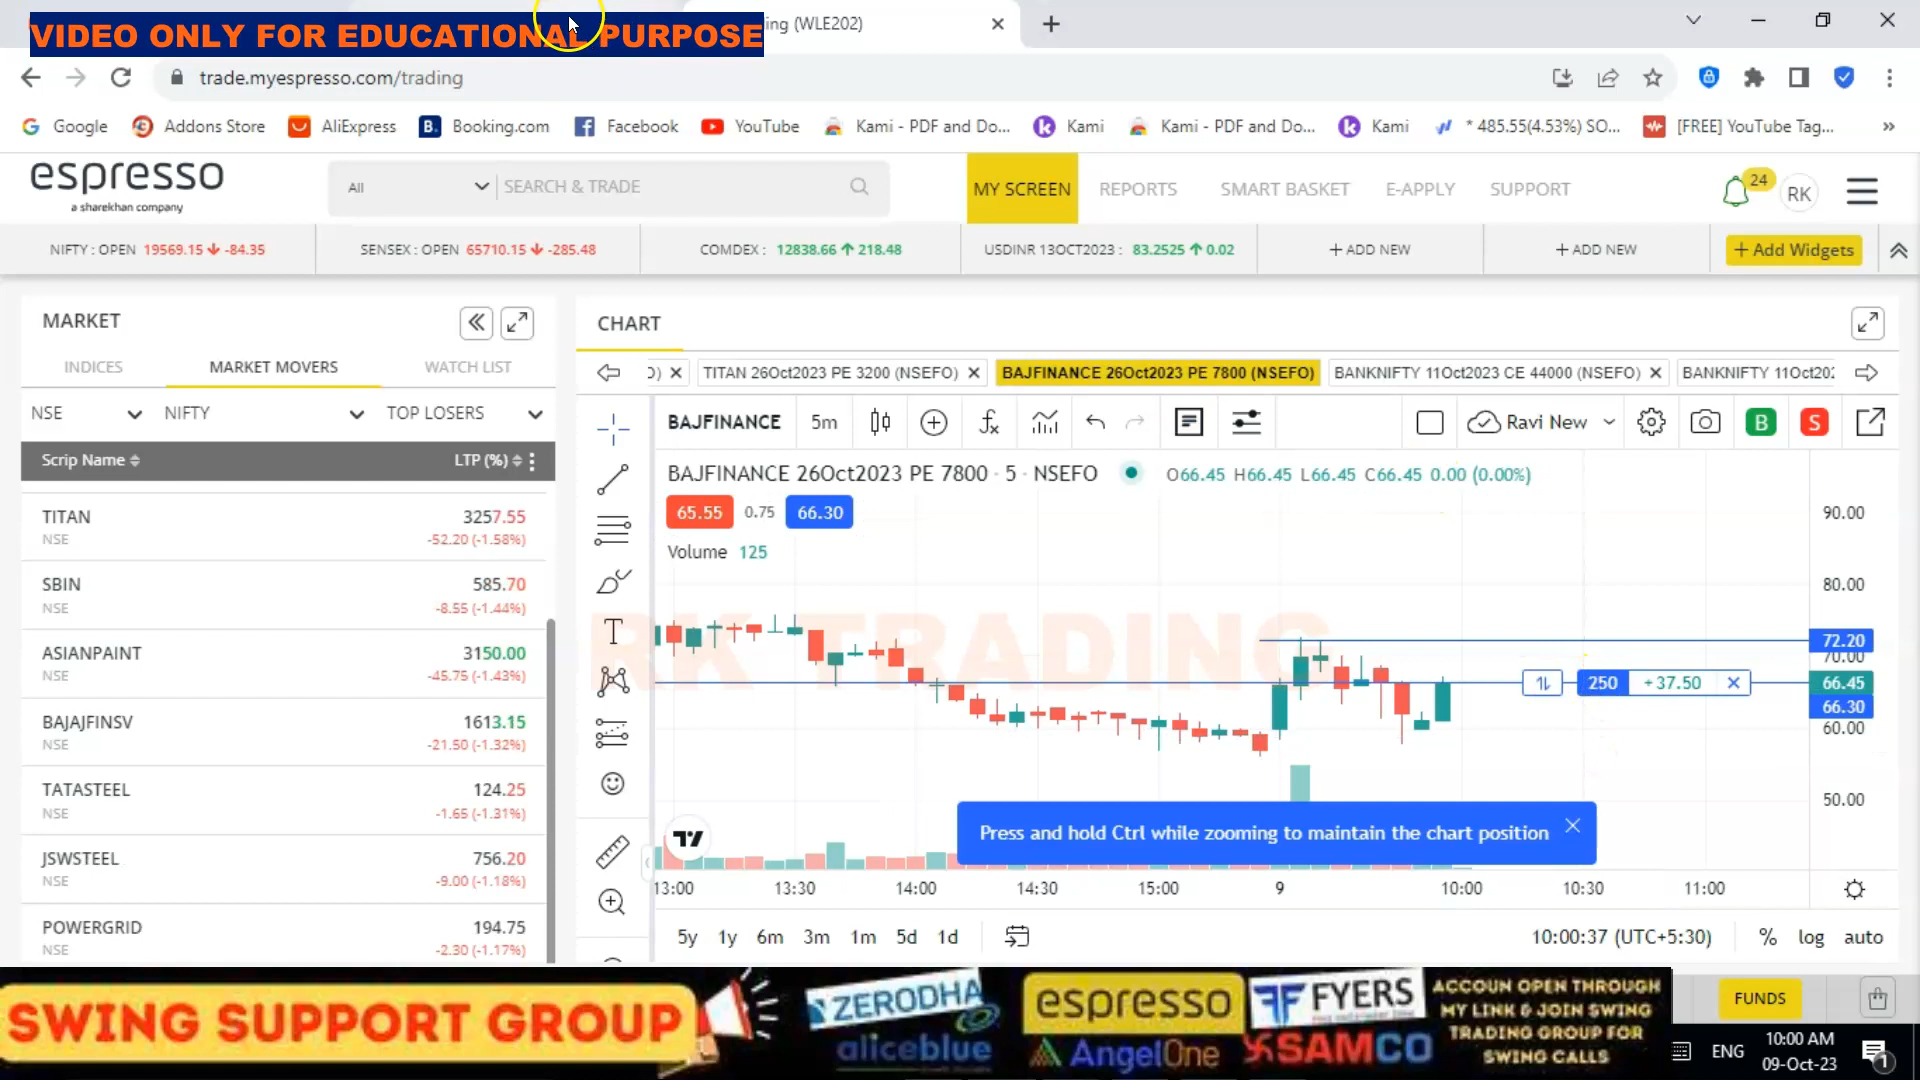 VIDEO ONLY FOR EDUCATIONAL PURPOSE
ing (WLE202)
trade.myespresso.com/trading
Google
Addons Store
AliExpress
Booking.com
Facebook
YouTube
Kami - PDF and Do...
Kami
Kami - PDF and Do...
Kami
* 485.55(4.53%) SO...
[FREE] YouTube Tag...
espresso
a sharekhan company
All
SEARCH & TRADE
MY SCREEN
REPORTS
SMART BASKET
E-APPLY
SUPPORT
24
RK
NIFTY : OPEN 19569.15 -84.35
SENSEX : OPEN 65710.15 -285.48
COMDEX : 12838.66 218.48
USDINR 13OCT2023 : 83.2525 0.02
+ ADD NEW
+ ADD NEW
+ Add Widgets
MARKET
INDICES
MARKET MOVERS
WATCH LIST
NSE
NIFTY
TOP LOSERS
Scrip Name
LTP (%)
TITAN 3257.55
NSE -52.20 (-1.58%)
SBIN 585.70
NSE -8.55 (-1.44%)
ASIANPAINT 3150.00
NSE -45.75 (-1.43%)
BAJAJFINSV 1613.15
NSE -21.50 (-1.32%)
TATASTEEL 124.25
NSE -1.65 (-1.31%)
JSWSTEEL 756.20
NSE -9.00 (-1.18%)
POWERGRID 194.75
NSE -2.30 (-1.17%)
CHART
TITAN 26Oct2023 PE 3200 (NSEFO)
BAJFINANCE 26Oct2023 PE 7800 (NSEFO)
BANKNIFTY 11Oct2023 CE 44000 (NSEFO)
BANKNIFTY 11Oct202
BAJFINANCE
5m
Ravi New
B
S
BAJFINANCE 26Oct2023 PE 7800 · 5 · NSEFO
O66.45 H66.45 L66.45 C66.45 0.00 (0.00%)
65.55 0.75 66.30
Volume 125
RK TRADING
90.00
80.00
72.20
70.00
66.45
66.30
60.00
50.00
250 +37.50
Press and hold Ctrl while zooming to maintain the chart position
13:00 13:30 14:00 14:30 15:00 9 10:00 10:30 11:00
5y 1y 6m 3m 1m 5d 1d
10:00:37 (UTC+5:30)
% log auto
SWING SUPPORT GROUP
ZERODHA
aliceblue
espresso
AngelOne
FYERS
SAMCO
ACCOUN OPEN THROUGH
MY LINK & JOIN SWING
TRADING GROUP FOR
SWING CALLS
FUNDS
ENG
10:00 AM
09-Oct-23
1